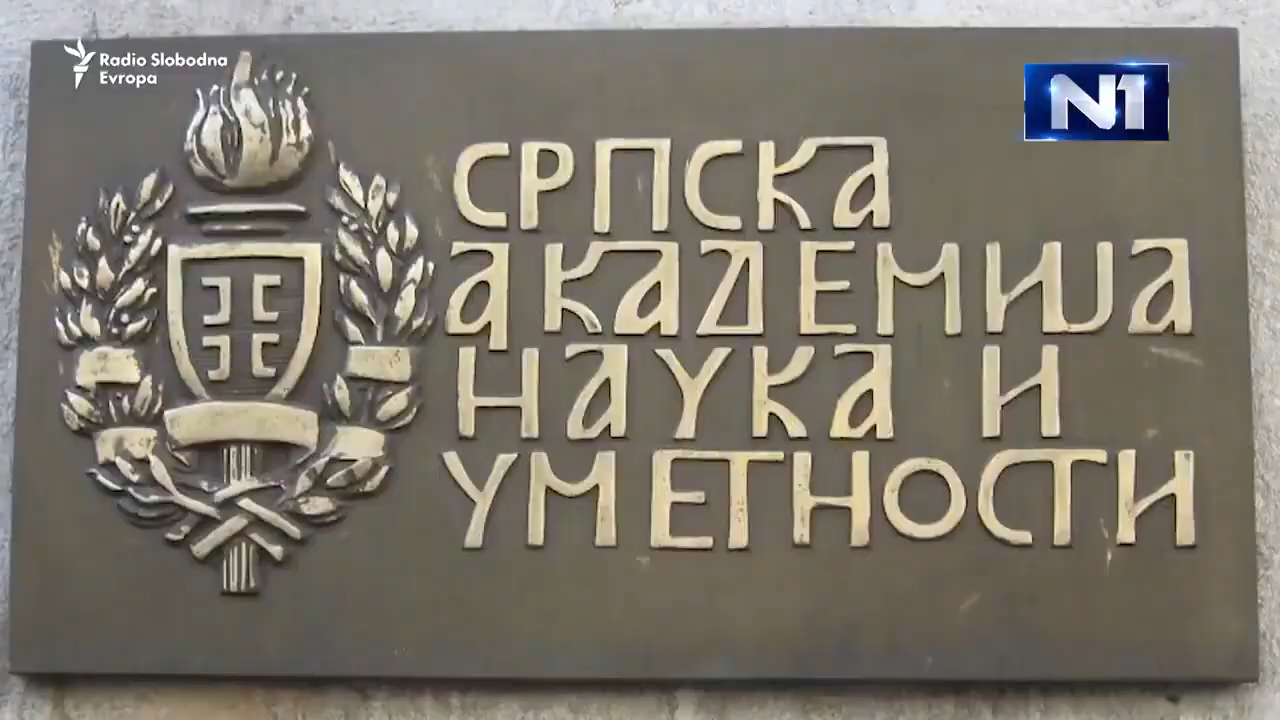 Radio Slobodna
Evropa
N1
СРПСКА
АКАДЕМИЈА
НАУКА И
УМЕТНОСТИ